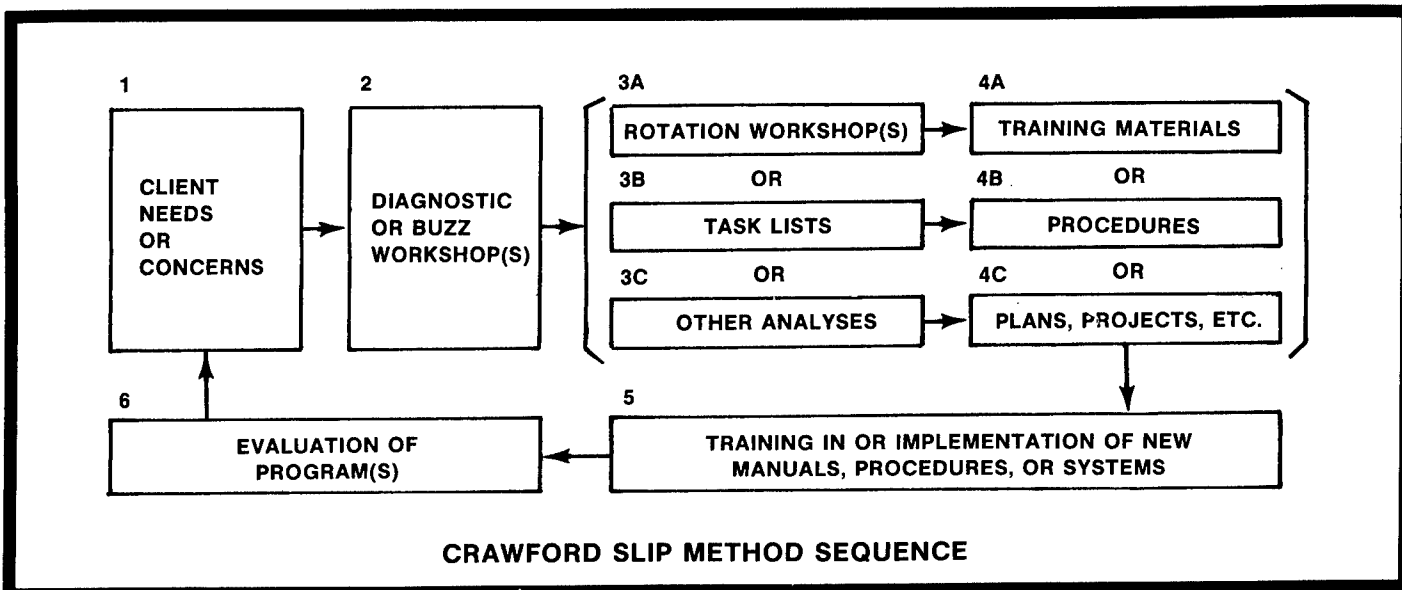 1
CLIENT
NEEDS
OR
CONCERNS
2
DIAGNOSTIC
OR BUZZ
WORKSHOP(S)
3A
ROTATION WORKSHOP(S)
4A
TRAINING MATERIALS
3B
OR
TASK LISTS
4B
OR
PROCEDURES
3C
OR
OTHER ANALYSES
4C
OR
PLANS, PROJECTS, ETC.
5
TRAINING IN OR IMPLEMENTATION OF NEW
MANUALS, PROCEDURES, OR SYSTEMS
6
EVALUATION OF
PROGRAM(S)
CRAWFORD SLIP METHOD SEQUENCE